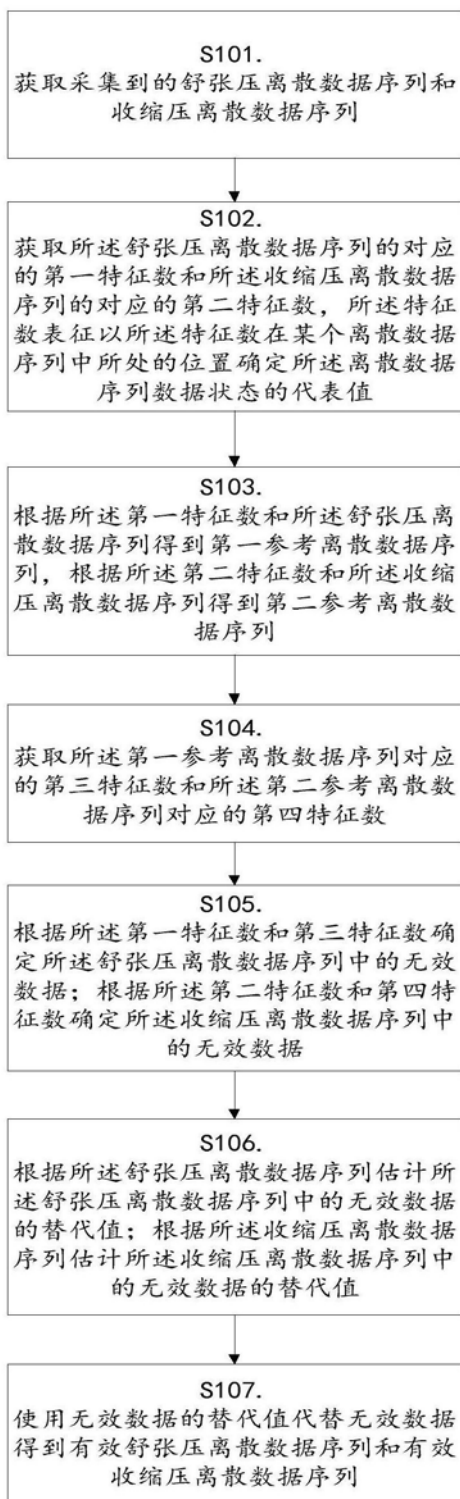 S101.
获取采集到的舒张压离散数据序列和
收缩压离散数据序列
S102.
获取所述舒张压离散数据序列的对应
的第一特征数和所述收缩压离散数据
序列的对应的第二特征数，所述特征
数表征以所述特征数在某个离散数据
序列中所处的位置确定所述离散数据
序列数据状态的代表值
S103.
根据所述第一特征数和所述舒张压离
散数据序列得到第一参考离散数据序
列，根据所述第二特征数和所述收缩
压离散数据序列得到第二参考离散数
据序列
S104.
获取所述第一参考离散数据序列对应
的第三特征数和所述第二参考离散数
据序列对应的第四特征数
S105.
根据所述第一特征数和第三特征数确
定所述舒张压离散数据序列中的无效
数据；根据所述第二特征数和第四特
征数确定所述收缩压离散数据序列中
的无效数据
S106.
根据所述舒张压离散数据序列估计所
述舒张压离散数据序列中的无效数据
的替代值；根据所述收缩压离散数据
序列估计所述收缩压离散数据序列中
的无效数据的替代值
S107.
使用无效数据的替代值代替无效数据
得到有效舒张压离散数据序列和有效
收缩压离散数据序列